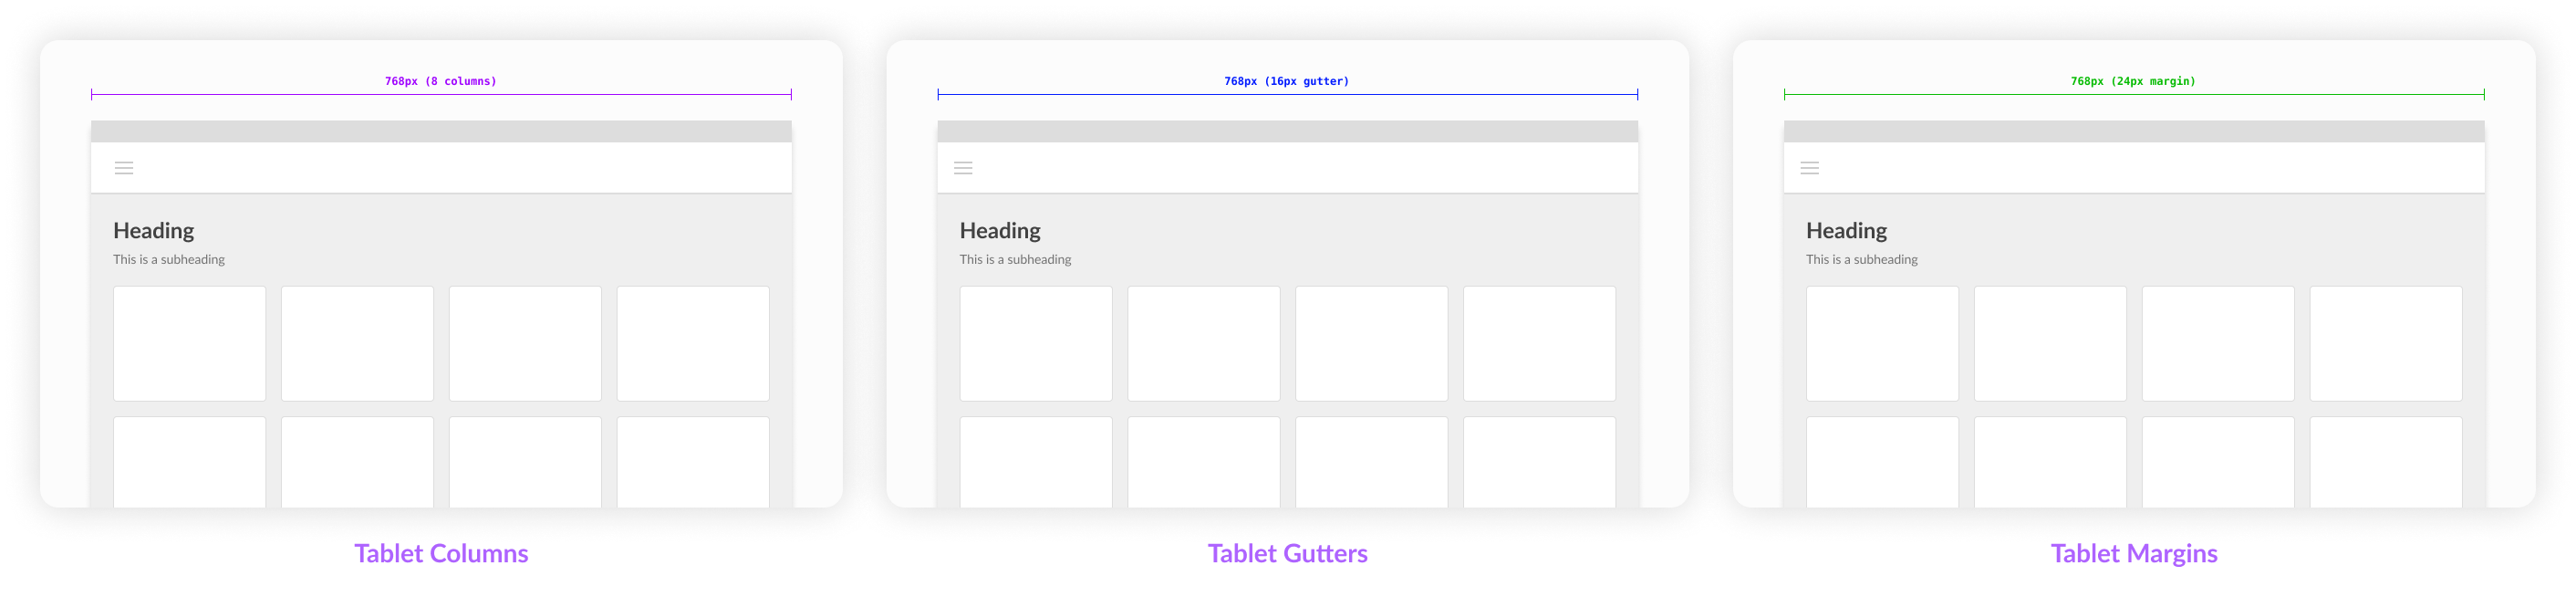 768px (8 columns)
Heading
This is a subheading
Tablet Columns
768px (16px gutter)
Heading
This is a subheading
Tablet Gutters
768px (24px margin)
Heading
This is a subheading
Tablet Margins